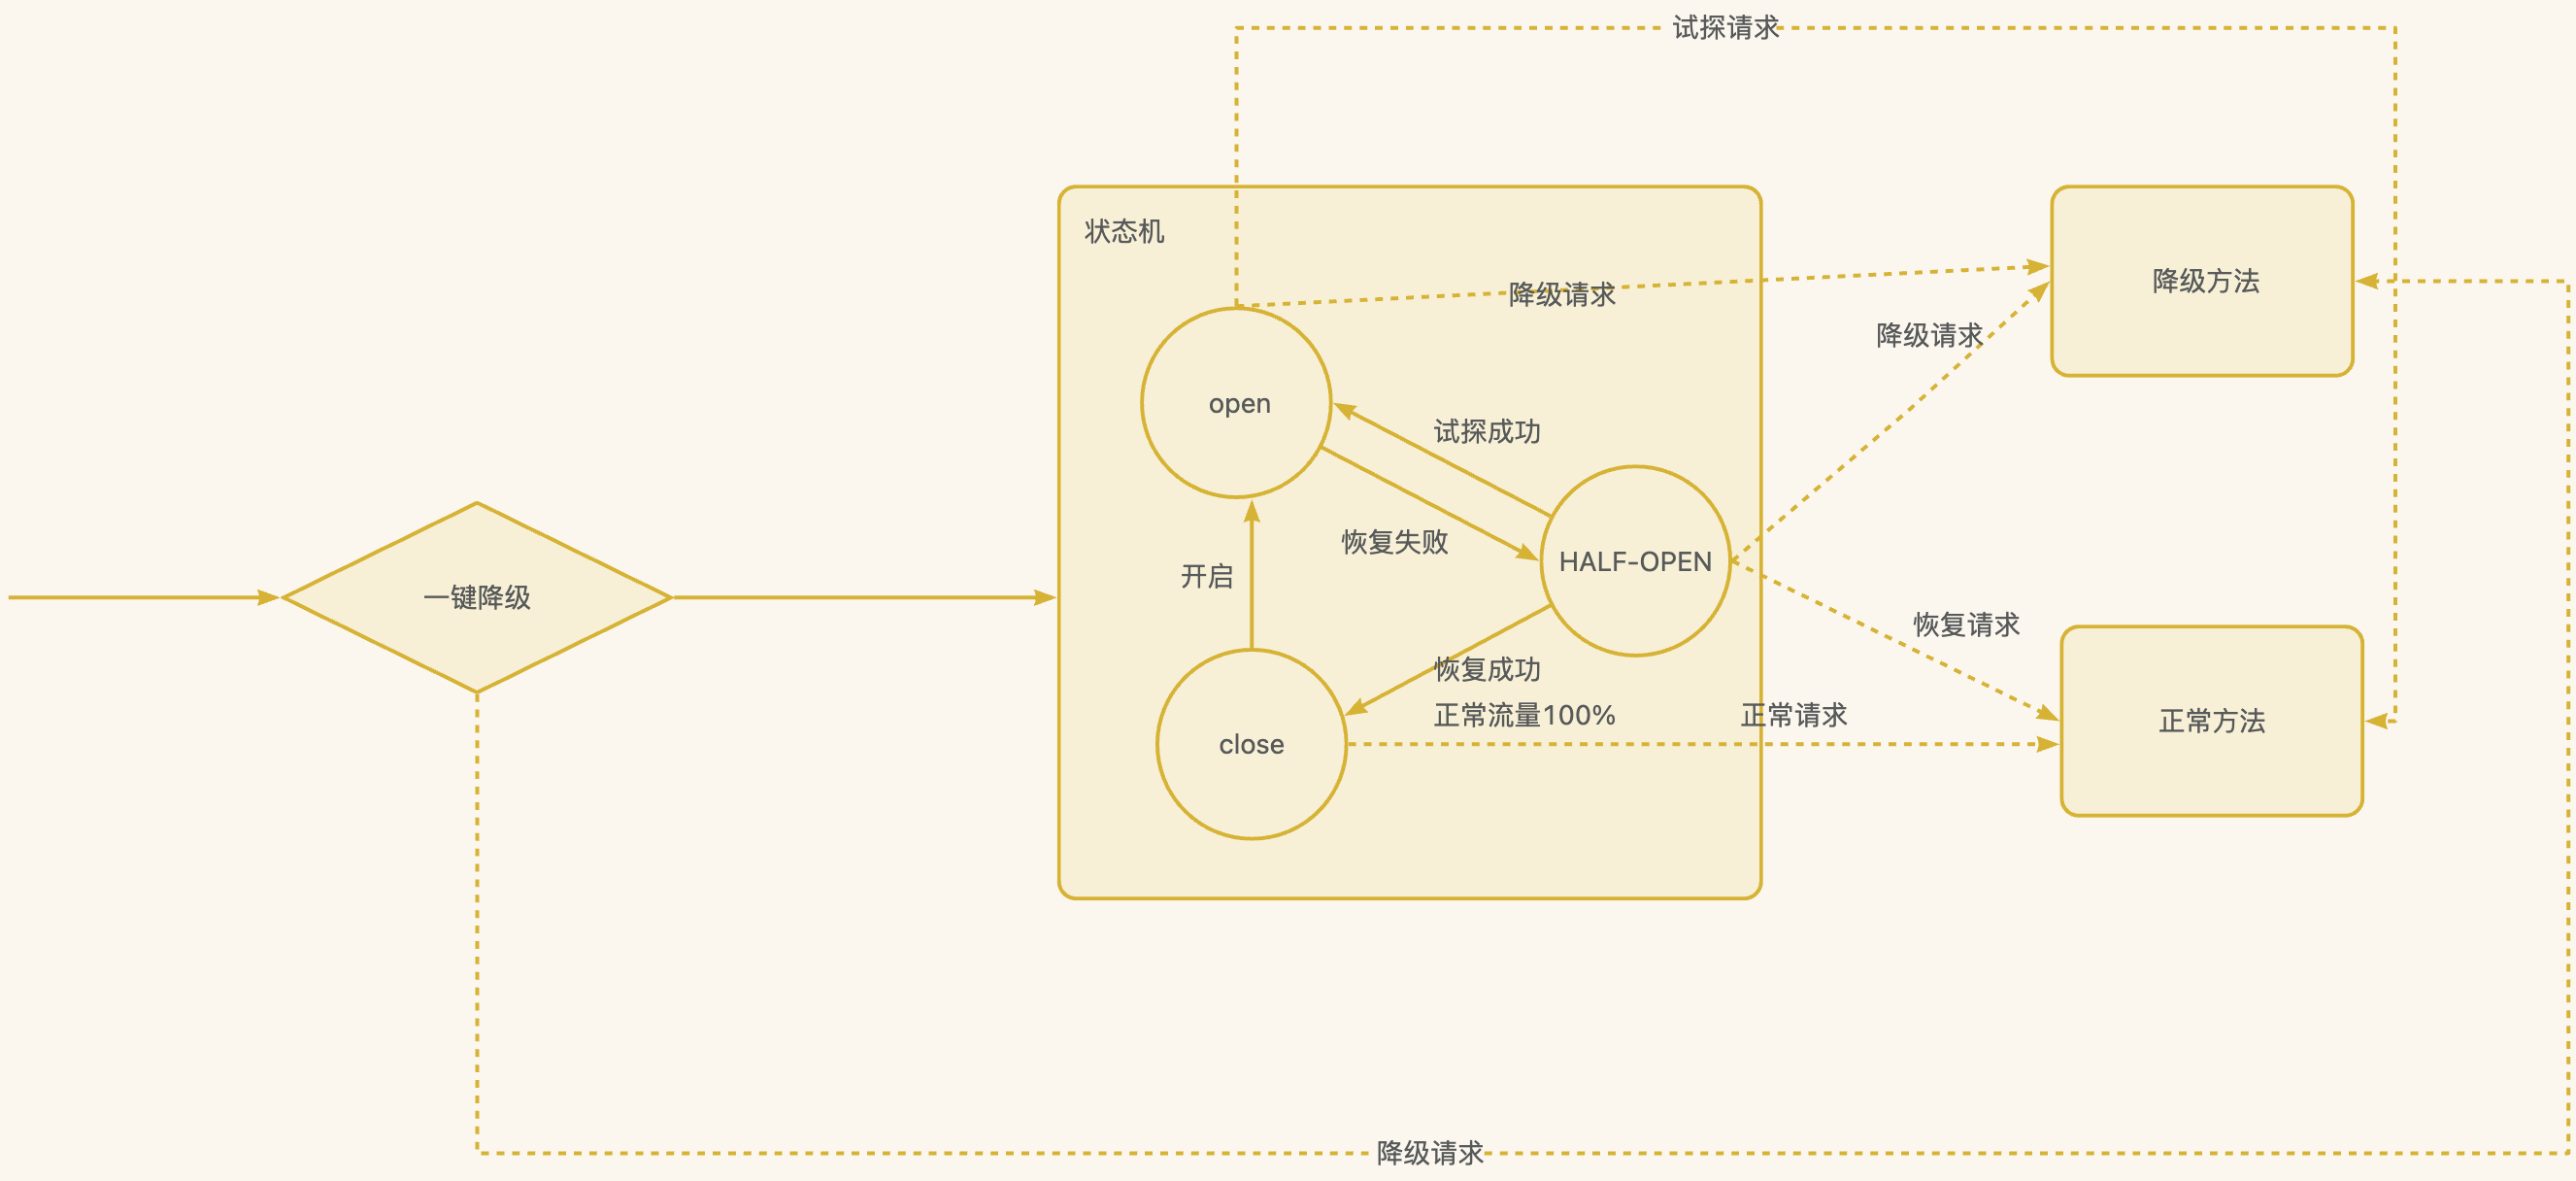 试探请求
状态机
降级请求
降级方法
降级请求
open
试探成功
恢复失败
HALF-OPEN
开启
一键降级
恢复请求
恢复成功
正常流量100%
正常请求
正常方法
close
降级请求